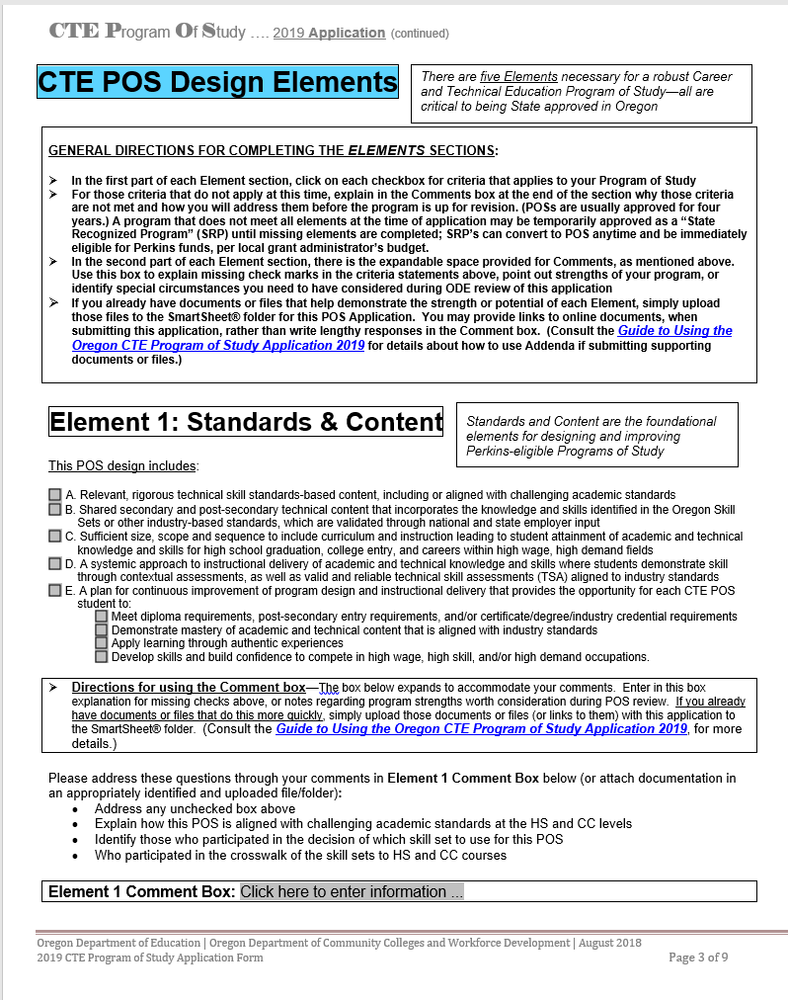 CTE Program Of Study .... 2019 Application (continued)
CTE POS Design Elements
There are five Elements necessary for a robust Career
and Technical Education Program of Study—all are
critical to being State approved in Oregon
GENERAL DIRECTIONS FOR COMPLETING THE ELEMENTS SECTIONS:
➢ In the first part of each Element section, click on each checkbox for criteria that applies to your Program of Study
➢ For those criteria that do not apply at this time, explain in the Comments box at the end of the section why those criteria
are not met and how you will address them before the program is up for revision. (POSs are usually approved for four
years.) A program that does not meet all elements at the time of application may be temporarily approved as a “State
Recognized Program” (SRP) until missing elements are completed; SRP’s can convert to POS anytime and be immediately
eligible for Perkins funds, per local grant administrator’s budget.
➢ In the second part of each Element section, there is the expandable space provided for Comments, as mentioned above.
Use this box to explain missing check marks in the criteria statements above, point out strengths of your program, or
identify special circumstances you need to have considered during ODE review of this application
➢ If you already have documents or files that help demonstrate the strength or potential of each Element, simply upload
those files to the SmartSheet® folder for this POS Application. You may provide links to online documents, when
submitting this application, rather than write lengthy responses in the Comment box. (Consult the Guide to Using the
Oregon CTE Program of Study Application 2019 for details about how to use Addenda if submitting supporting
documents or files.)
Element 1: Standards & Content
Standards and Content are the foundational
elements for designing and improving
Perkins-eligible Programs of Study
This POS design includes:
A. Relevant, rigorous technical skill standards-based content, including or aligned with challenging academic standards
B. Shared secondary and post-secondary technical content that incorporates the knowledge and skills identified in the Oregon Skill
Sets or other industry-based standards, which are validated through national and state employer input
C. Sufficient size, scope and sequence to include curriculum and instruction leading to student attainment of academic and technical
knowledge and skills for high school graduation, college entry, and careers within high wage, high demand fields
D. A systemic approach to instructional delivery of academic and technical knowledge and skills where students demonstrate skill
through contextual assessments, as well as valid and reliable technical skill assessments (TSA) aligned to industry standards
E. A plan for continuous improvement of program design and instructional delivery that provides the opportunity for each CTE POS
student to:
Meet diploma requirements, post-secondary entry requirements, and/or certificate/degree/industry credential requirements
Demonstrate mastery of academic and technical content that is aligned with industry standards
Apply learning through authentic experiences
Develop skills and build confidence to compete in high wage, high skill, and/or high demand occupations.
➢ Directions for using the Comment box—The box below expands to accommodate your comments. Enter in this box
explanation for missing checks above, or notes regarding program strengths worth consideration during POS review. If you already
have documents or files that do this more quickly, simply upload those documents or files (or links to them) with this application to
the SmartSheet® folder. (Consult the Guide to Using the Oregon CTE Program of Study Application 2019, for more
details.)
Please address these questions through your comments in Element 1 Comment Box below (or attach documentation in
an appropriately identified and uploaded file/folder):
• Address any unchecked box above
• Explain how this POS is aligned with challenging academic standards at the HS and CC levels
• Identify those who participated in the decision of which skill set to use for this POS
• Who participated in the crosswalk of the skill sets to HS and CC courses
Element 1 Comment Box: Click here to enter information ...
Oregon Department of Education | Oregon Department of Community Colleges and Workforce Development | August 2018
2019 CTE Program of Study Application Form Page 3 of 9